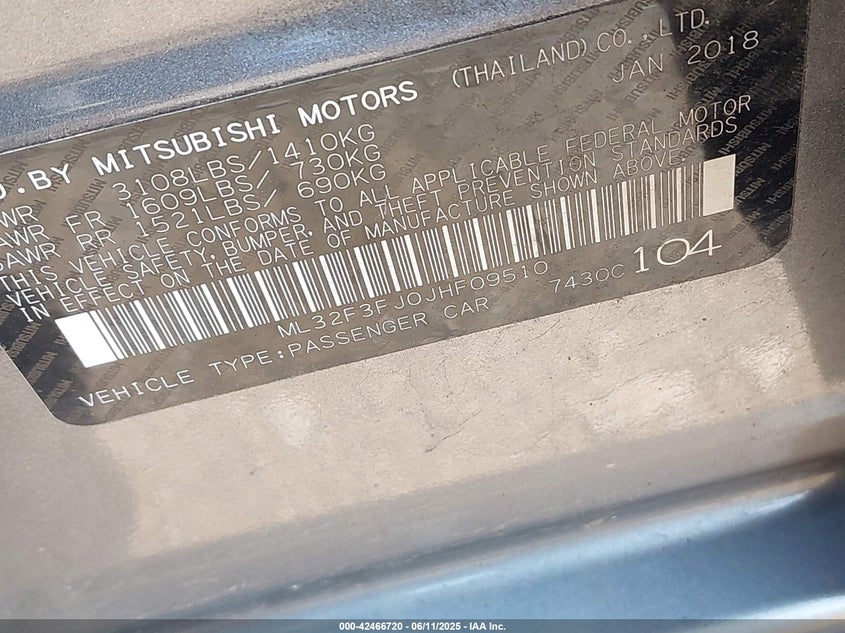 D.BY MITSUBISHI MOTORS (THAILAND) CO., LTD.
JAN 2018
VWR 3108LBS/1410KG
AWR FR 1609LBS/ 730KG
GAWR RR 1521LBS/ 690KG
THIS VEHICLE CONFORMS TO ALL APPLICABLE FEDERAL MOTOR
VEHICLE SAFETY, BUMPER, AND THEFT PREVENTION STANDARDS
IN EFFECT ON THE DATE OF MANUFACTURE SHOWN ABOVE.
ML32F3FJ0JHF09510
7430C 104
VEHICLE TYPE:PASSENGER CAR
000-42466720 - 06/11/2025 - IAA Inc.